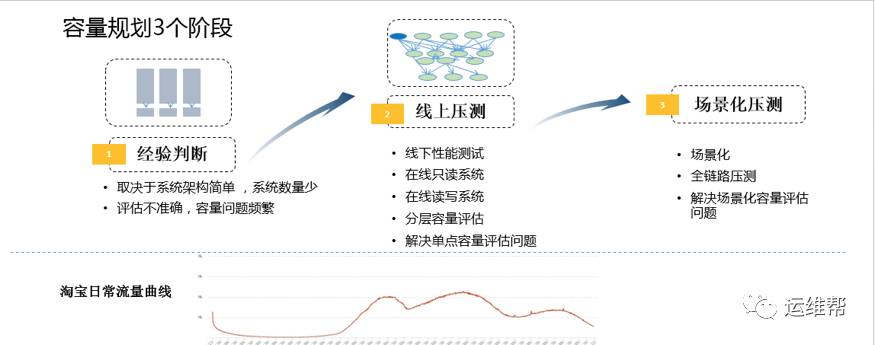 容量规划3个阶段
1 经验判断
• 取决于系统架构简单 ，系统数量少
• 评估不准确，容量问题频繁
2 线上压测
• 线下性能测试
• 在线只读系统
• 在线读写系统
• 分层容量评估
• 解决单点容量评估问题
3 场景化压测
• 场景化
• 全链路压测
• 解决场景化容量评估
问题
淘宝日常流量曲线
运维帮